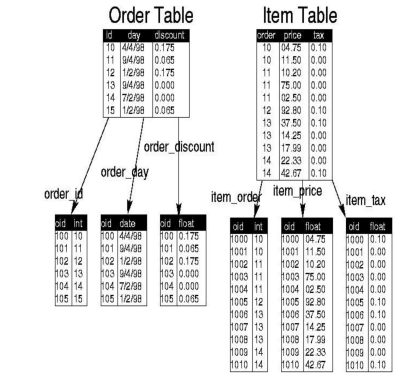 Order Table
id day discount
10 4/4/98 0.175
11 9/4/98 0.065
12 1/2/98 0.175
13 9/4/98 0.000
14 7/2/98 0.000
15 1/2/98 0.065
Item Table
order price tax
10 04.75 0.10
10 11.50 0.00
11 10.20 0.00
11 75.00 0.00
11 02.50 0.00
12 92.80 0.10
13 37.50 0.10
13 14.25 0.00
13 17.99 0.00
14 22.33 0.00
14 42.67 0.10
order_id
oid int
100 10
101 11
102 12
103 13
104 14
105 15
order_day
oid date
100 4/4/98
101 9/4/98
102 1/2/98
103 9/4/98
104 7/2/98
105 1/2/98
order_discount
oid float
100 0.175
101 0.065
102 0.175
103 0.000
104 0.000
105 0.065
item_order
oid int
1000 10
1001 10
1002 11
1003 11
1004 11
1005 12
1006 13
1007 13
1008 13
1009 14
1010 14
item_price
oid float
1000 04.75
1001 11.50
1002 10.20
1003 75.00
1004 02.50
1005 92.80
1006 37.50
1007 14.25
1008 17.99
1009 22.33
1010 42.67
item_tax
oid float
1000 0.10
1001 0.00
1002 0.00
1003 0.00
1004 0.00
1005 0.10
1006 0.10
1007 0.00
1008 0.00
1009 0.00
1010 0.10